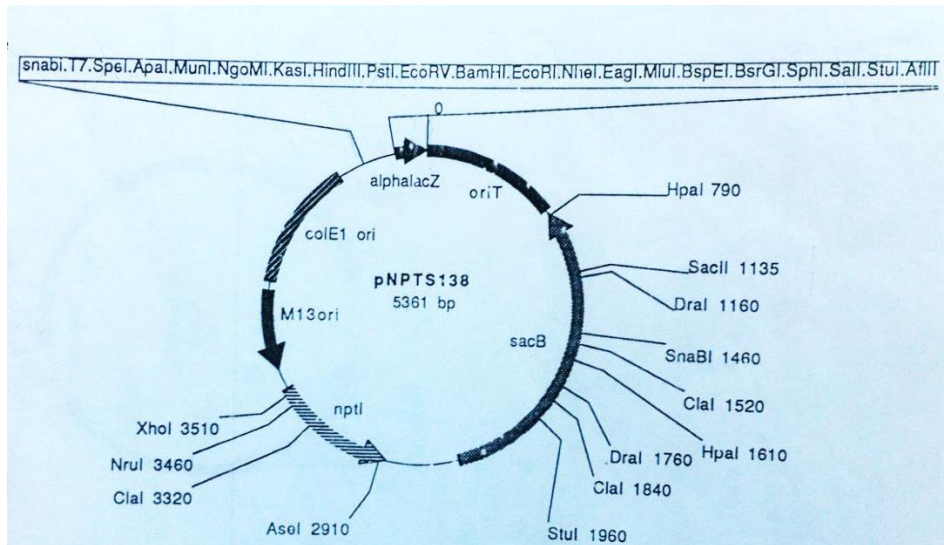 snabi.T7.SpeI.ApaI.MunI.NgoMI.KasI.HindIII.PstI.EcoRV.BamHI.EcoRI.NheI.EagI.MluI.BspEI.BsrGI.SphI.SalI.StuI.AflII
0
alphalacZ
oriT
HpaI 790
colE1 ori
SacII 1135
pNPTS138
5361 bp
DraI 1160
M13ori
sacB
SnaBI 1460
ClaI 1520
nptI
XhoI 3510
HpaI 1610
NruI 3460
DraI 1760
ClaI 3320
ClaI 1840
AseI 2910
StuI 1960